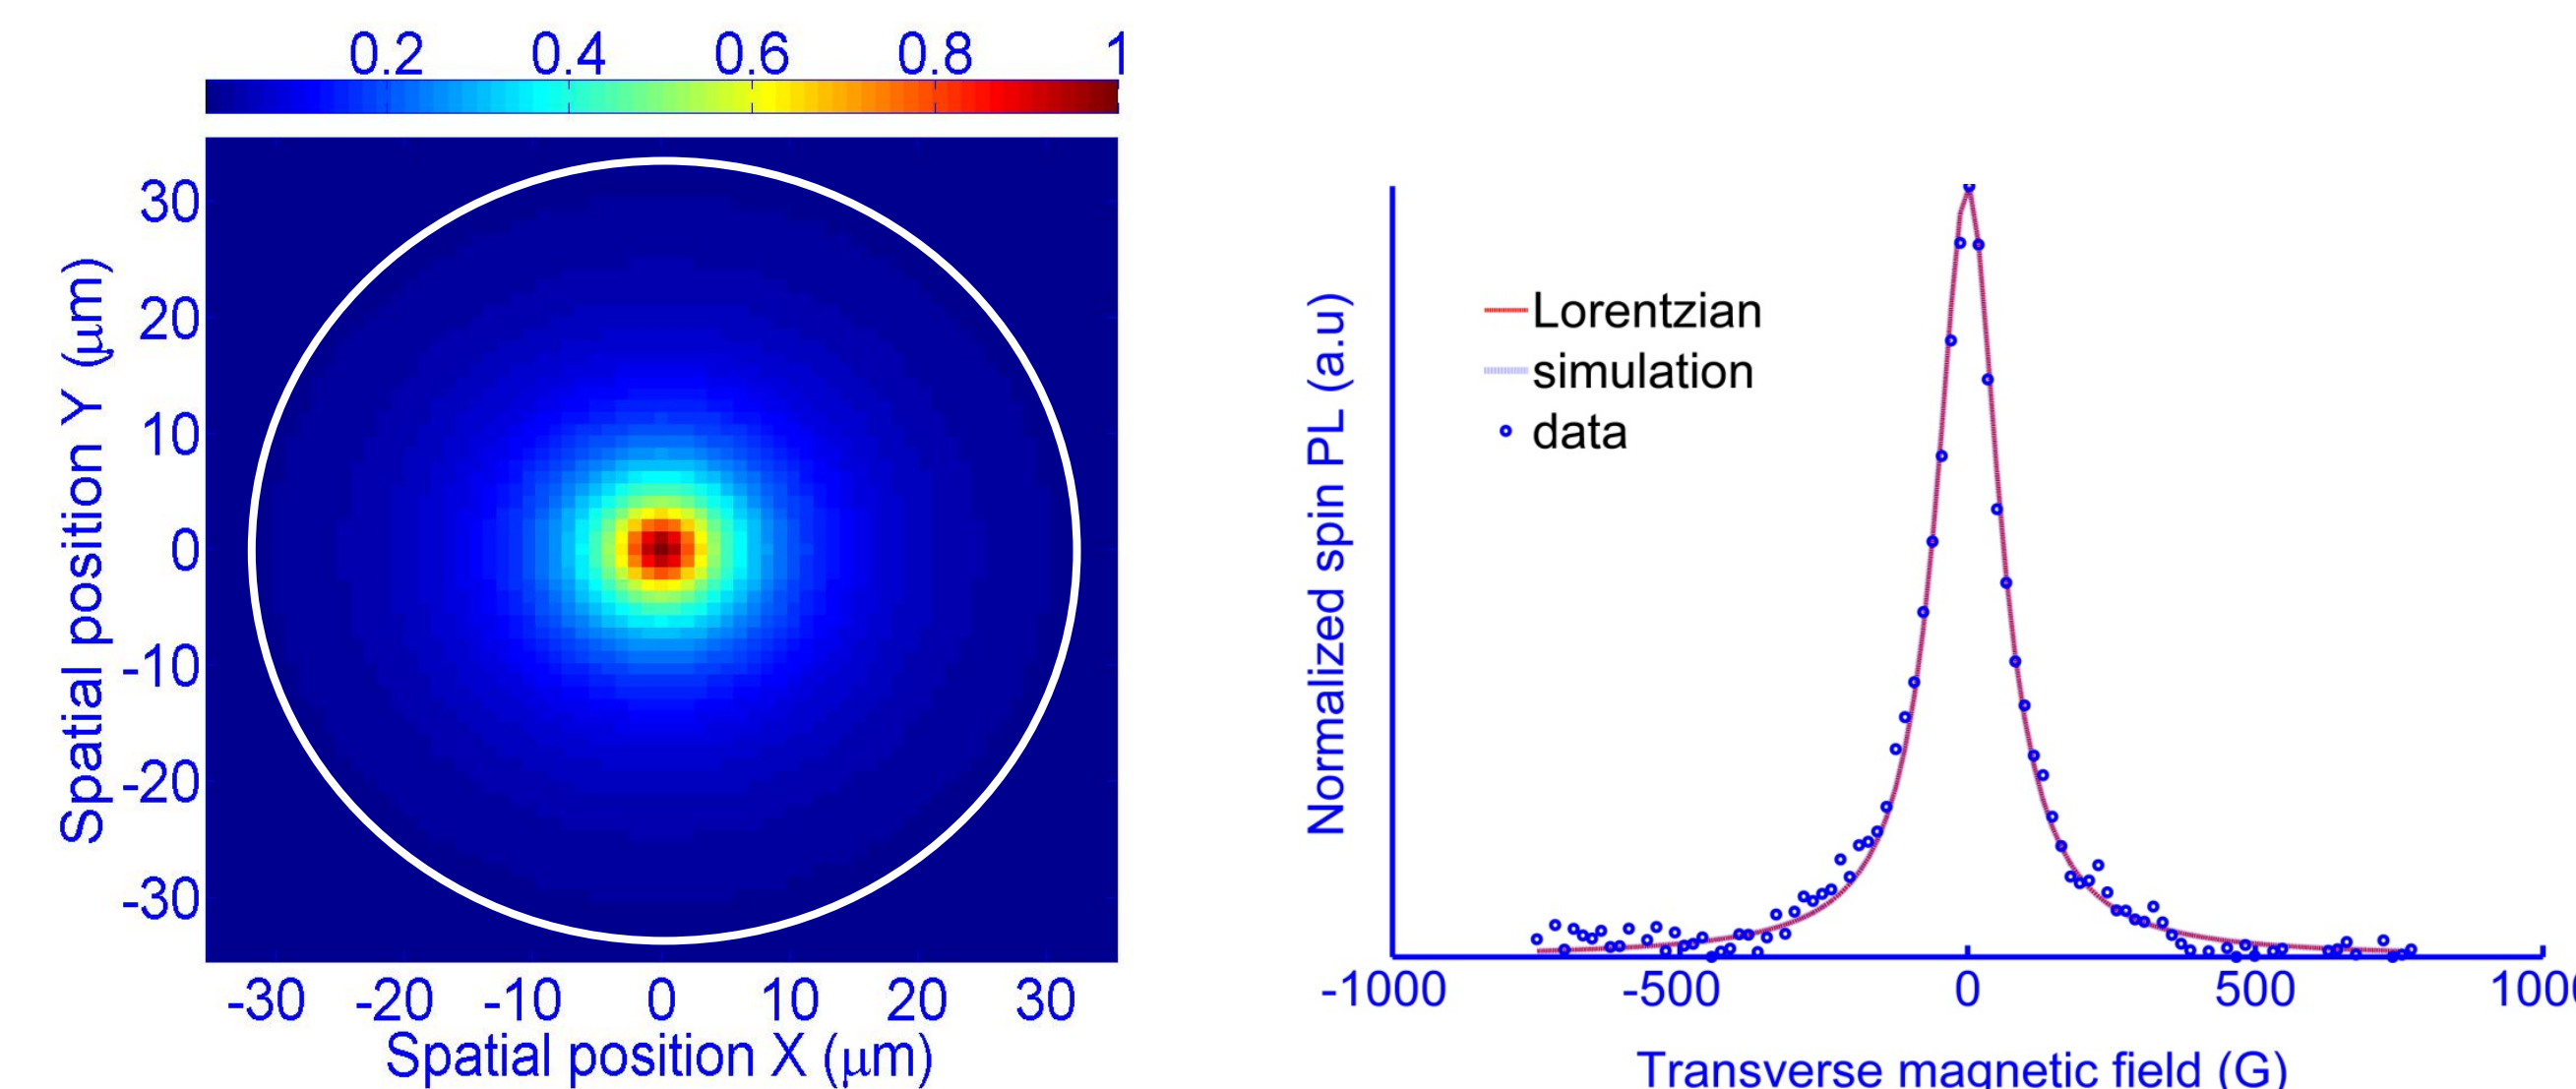 0.2 0.4 0.6 0.8 1
30
20
10
0
-10
-20
-30
Spatial position Y (μm)
-30 -20 -10 0 10 20 30
Spatial position X (μm)
Normalized spin PL (a.u)
Lorentzian
simulation
data
-1000 -500 0 500 1000
Transverse magnetic field (G)